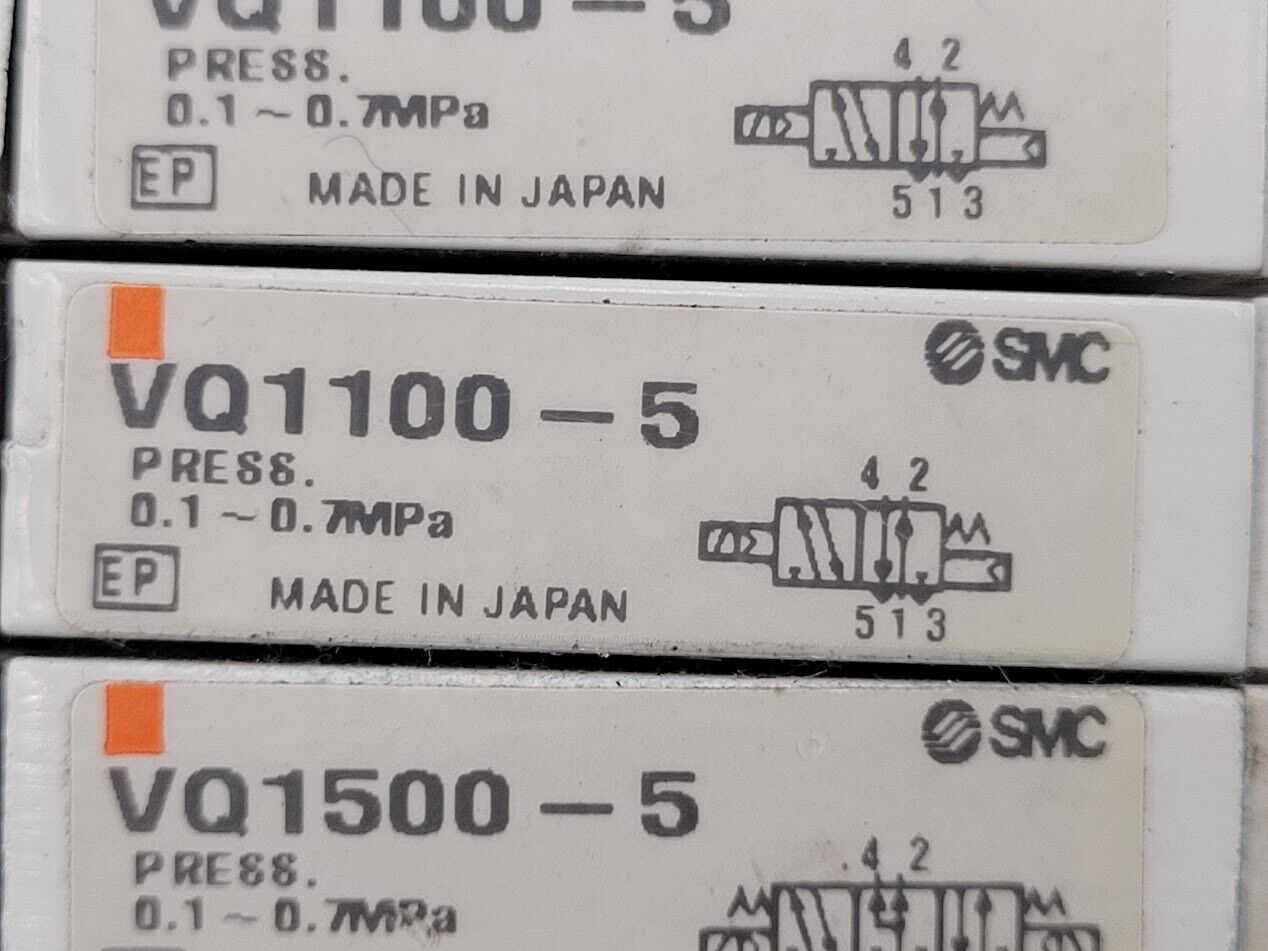 VQ1100-5
PRESS.
0.1~0.7MPa
4 2
EP
MADE IN JAPAN
5 1 3
SMC
VQ1100-5
PRESS.
0.1~0.7MPa
4 2
EP
MADE IN JAPAN
5 1 3
SMC
VQ1500-5
PRESS.
0.1~0.7MPa
4 2